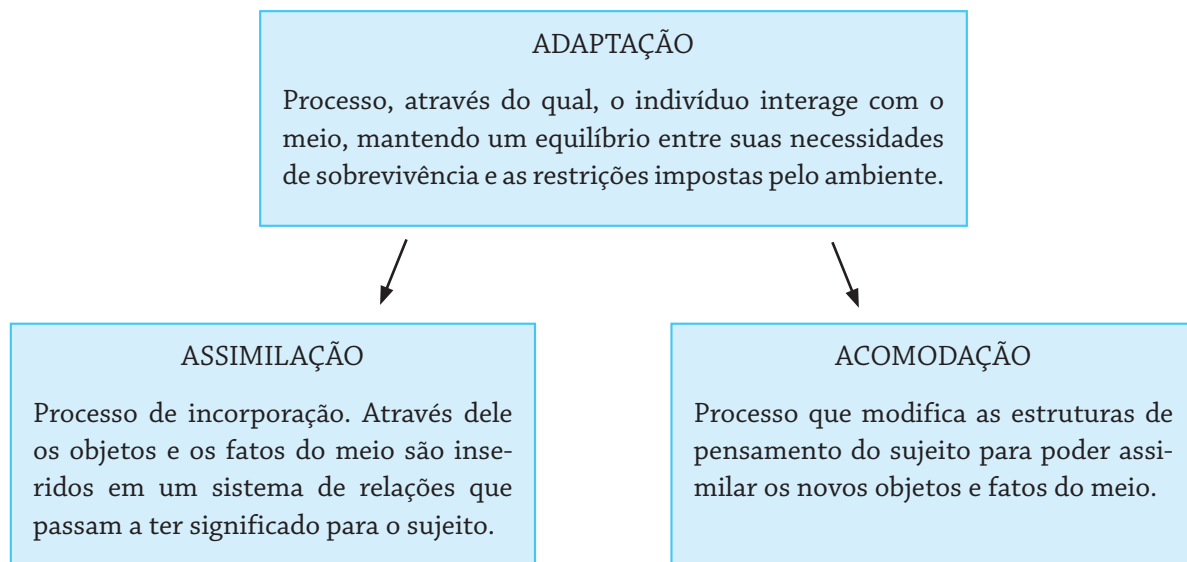 ADAPTAÇÃO
Processo, através do qual, o indivíduo interage com o
meio, mantendo um equilíbrio entre suas necessidades
de sobrevivência e as restrições impostas pelo ambiente.
ASSIMILAÇÃO
Processo de incorporação. Através dele
os objetos e os fatos do meio são inse-
ridos em um sistema de relações que
passam a ter significado para o sujeito.
ACOMODAÇÃO
Processo que modifica as estruturas de
pensamento do sujeito para poder assi-
milar os novos objetos e fatos do meio.